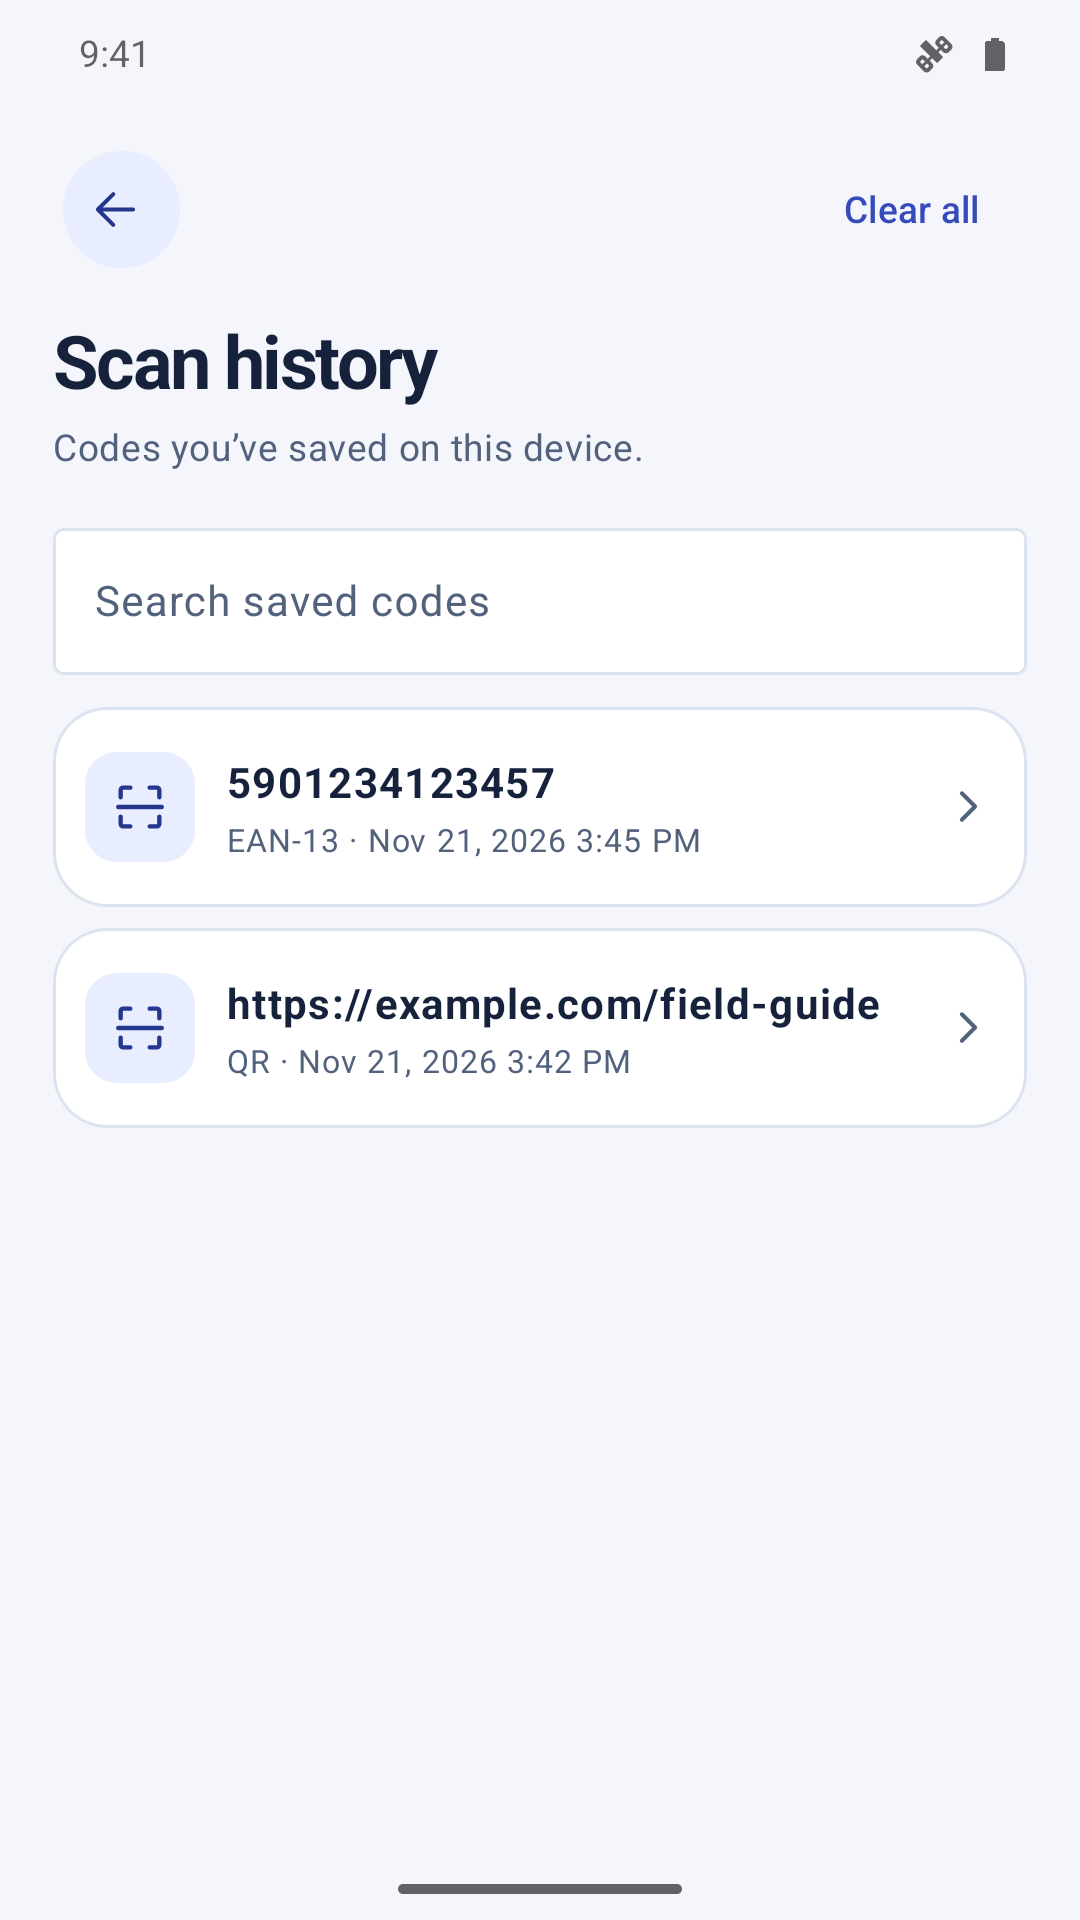 9:41
Clear all
Scan history
Codes you’ve saved on this device.
Search saved codes
5901234123457
EAN-13 · Nov 21, 2026 3:45 PM
https://example.com/field-guide
QR · Nov 21, 2026 3:42 PM